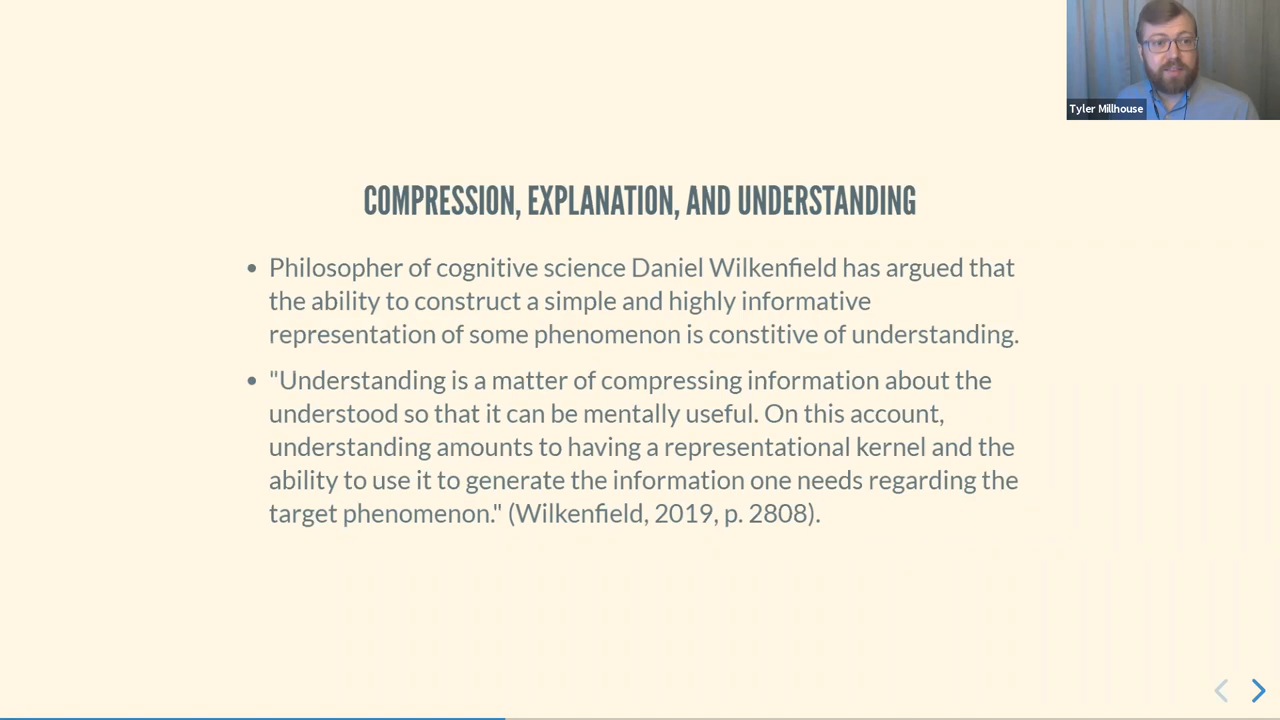 Tyler Millhouse
COMPRESSION, EXPLANATION, AND UNDERSTANDING
• Philosopher of cognitive science Daniel Wilkenfield has argued that
the ability to construct a simple and highly informative
representation of some phenomenon is constitive of understanding.
• "Understanding is a matter of compressing information about the
understood so that it can be mentally useful. On this account,
understanding amounts to having a representational kernel and the
ability to use it to generate the information one needs regarding the
target phenomenon." (Wilkenfield, 2019, p. 2808).